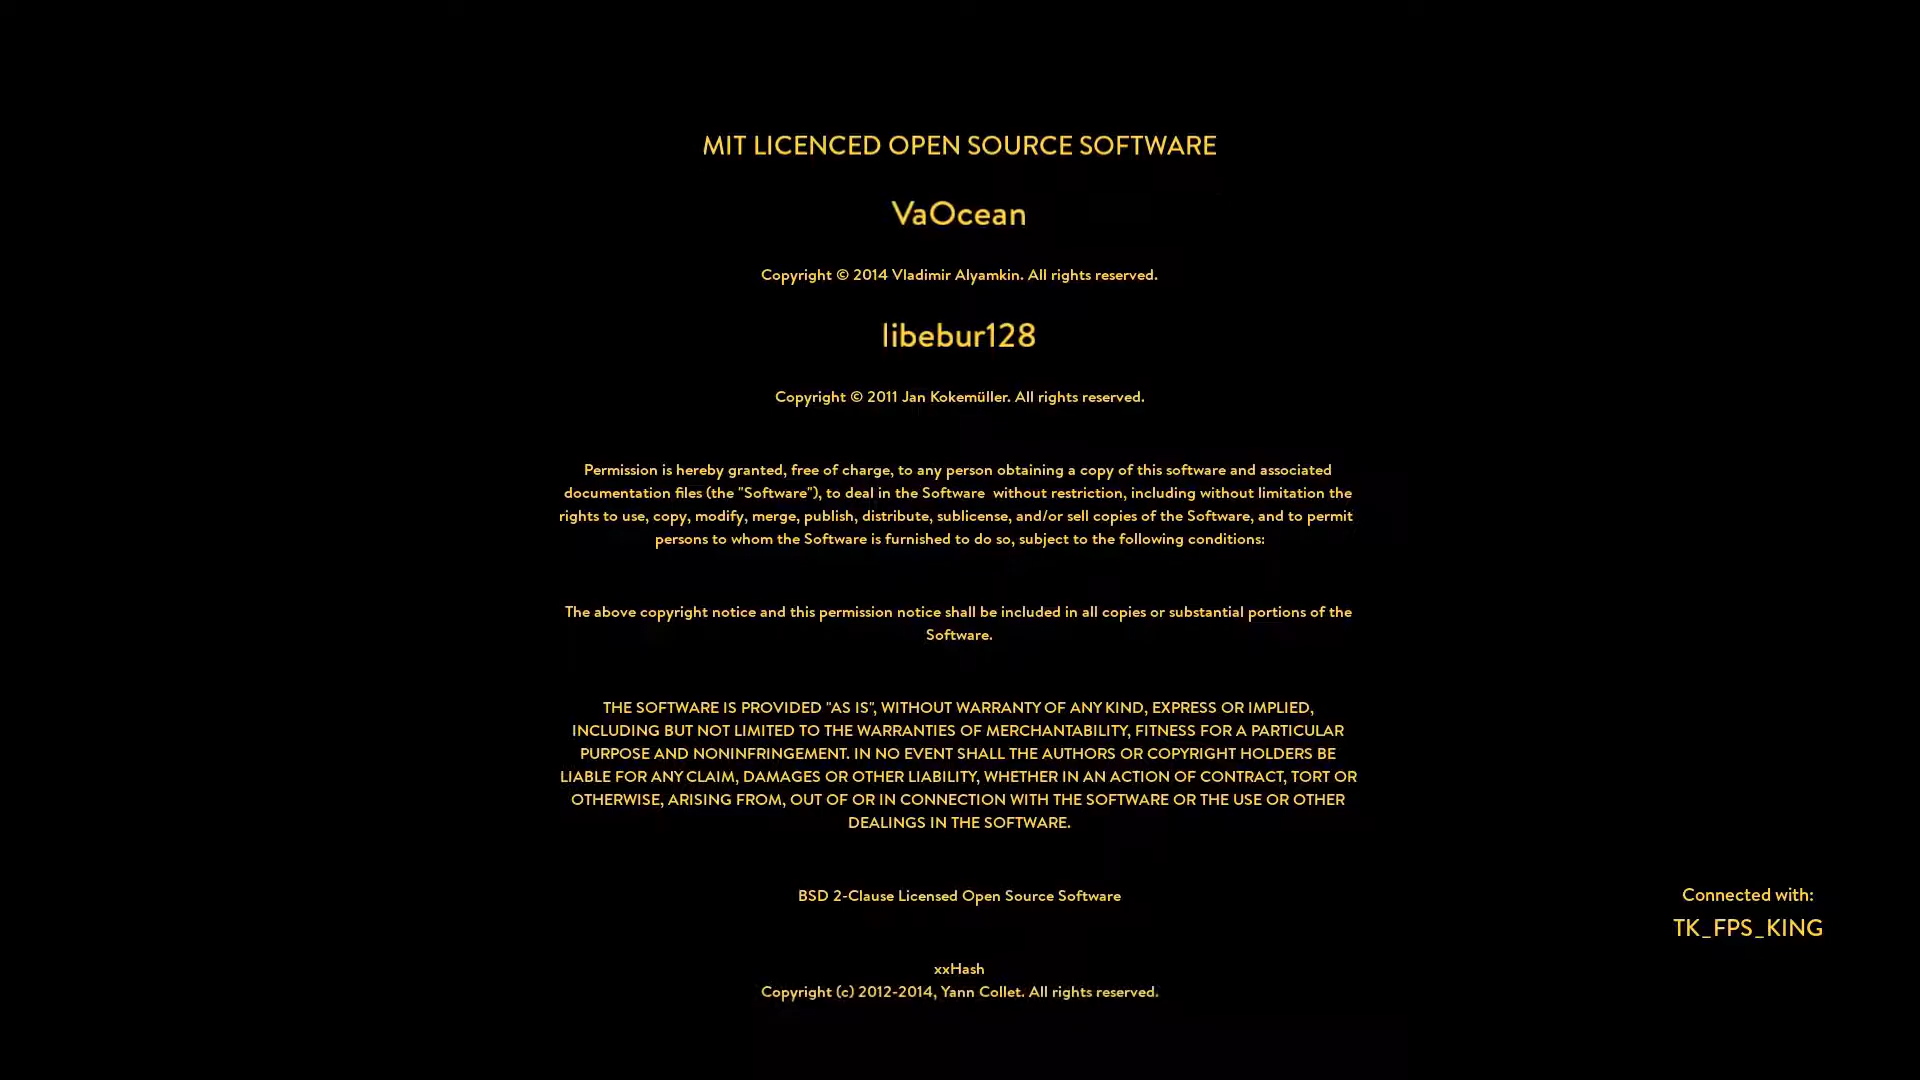 MIT LICENCED OPEN SOURCE SOFTWARE
VaOcean
Copyright © 2014 Vladimir Alyamkin. All rights reserved.
libebur128
Copyright © 2011 Jan Kokemüller. All rights reserved.
Permission is hereby granted, free of charge, to any person obtaining a copy of this software and associated
documentation files (the "Software"), to deal in the Software  without restriction, including without limitation the
rights to use, copy, modify, merge, publish, distribute, sublicense, and/or sell copies of the Software, and to permit
persons to whom the Software is furnished to do so, subject to the following conditions:
The above copyright notice and this permission notice shall be included in all copies or substantial portions of the
Software.
THE SOFTWARE IS PROVIDED "AS IS", WITHOUT WARRANTY OF ANY KIND, EXPRESS OR IMPLIED,
INCLUDING BUT NOT LIMITED TO THE WARRANTIES OF MERCHANTABILITY, FITNESS FOR A PARTICULAR
PURPOSE AND NONINFRINGEMENT. IN NO EVENT SHALL THE AUTHORS OR COPYRIGHT HOLDERS BE
LIABLE FOR ANY CLAIM, DAMAGES OR OTHER LIABILITY, WHETHER IN AN ACTION OF CONTRACT, TORT OR
OTHERWISE, ARISING FROM, OUT OF OR IN CONNECTION WITH THE SOFTWARE OR THE USE OR OTHER
DEALINGS IN THE SOFTWARE.
BSD 2-Clause Licensed Open Source Software
Connected with:
TK_FPS_KING
xxHash
Copyright (c) 2012-2014, Yann Collet. All rights reserved.